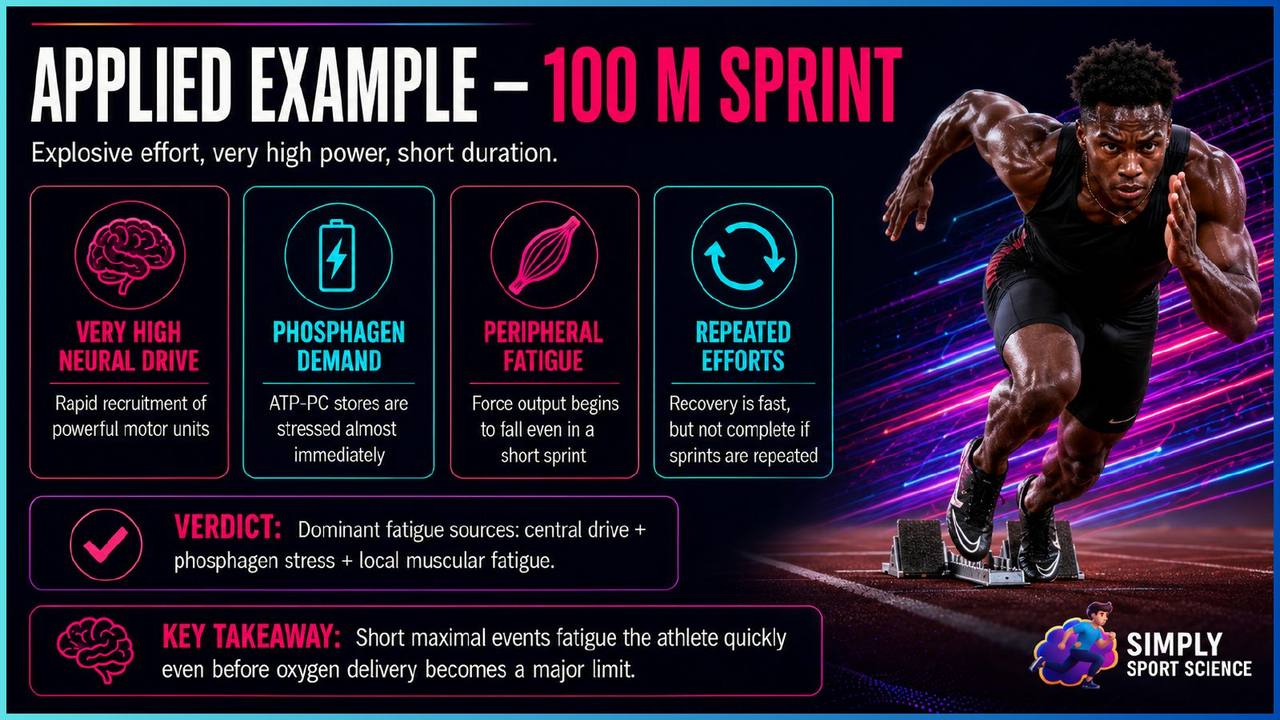 APPLIED EXAMPLE – 100 M SPRINT
Explosive effort, very high power, short duration.
VERY HIGH
NEURAL DRIVE
Rapid recruitment of
powerful motor units
PHOSPHAGEN
DEMAND
ATP-PC stores are
stressed almost
immediately
PERIPHERAL
FATIGUE
Force output begins
to fall even in a
short sprint
REPEATED
EFFORTS
Recovery is fast,
but not complete if
sprints are repeated
VERDICT: Dominant fatigue sources: central drive +
phosphagen stress + local muscular fatigue.
KEY TAKEAWAY: Short maximal events fatigue the athlete quickly
even before oxygen delivery becomes a major limit.
SIMPLY
SPORT SCIENCE